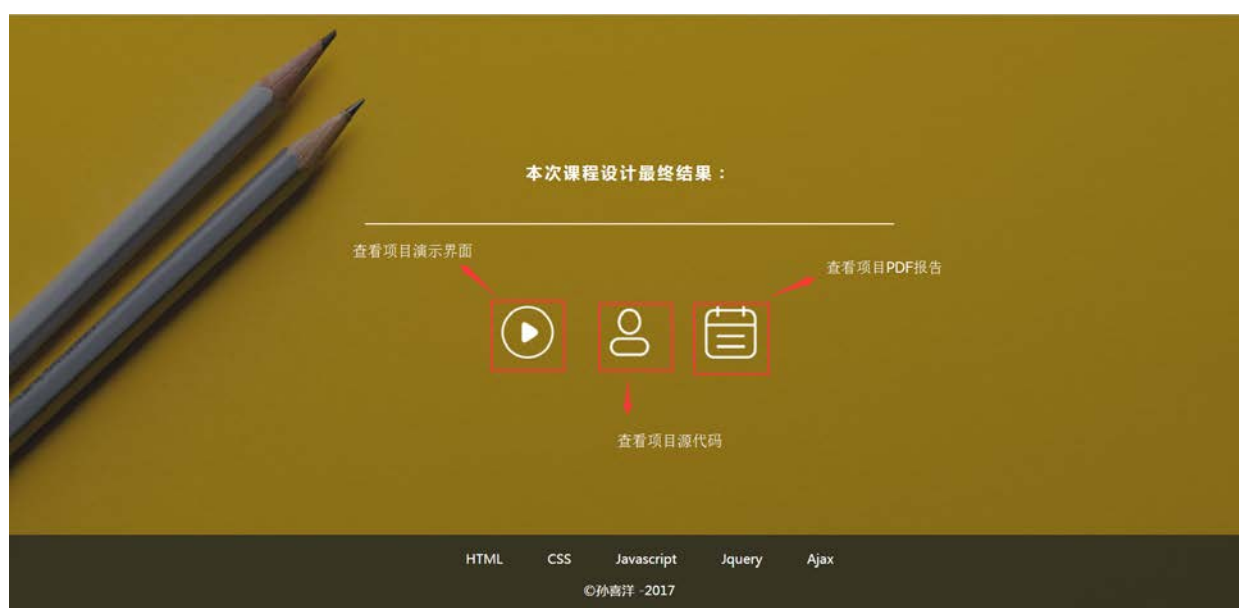 本次课程设计最终结果：
查看项目演示界面
查看项目PDF报告
查看项目源代码
HTML CSS Javascript Jquery Ajax
©孙喜洋 -2017